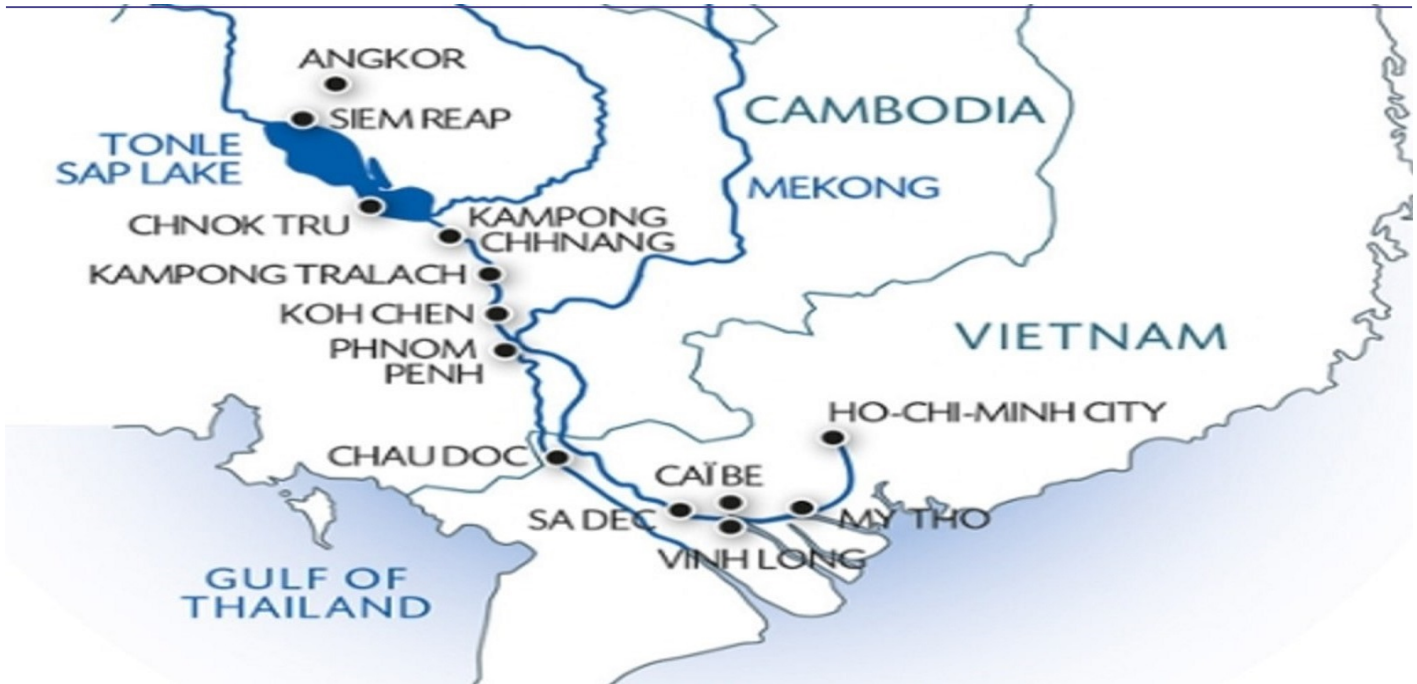 ANGKOR
SIEM REAP
CAMBODIA
TONLE
SAP LAKE
MEKONG
CHNOK TRU
KAMPONG
CHHNANG
KAMPONG TRALACH
KOH CHEN
PHNOM
PENH
VIETNAM
HO-CHI-MINH CITY
CHAU DOC
CAÏ BE
SA DEC
MY THO
VINH LONG
GULF OF
THAILAND